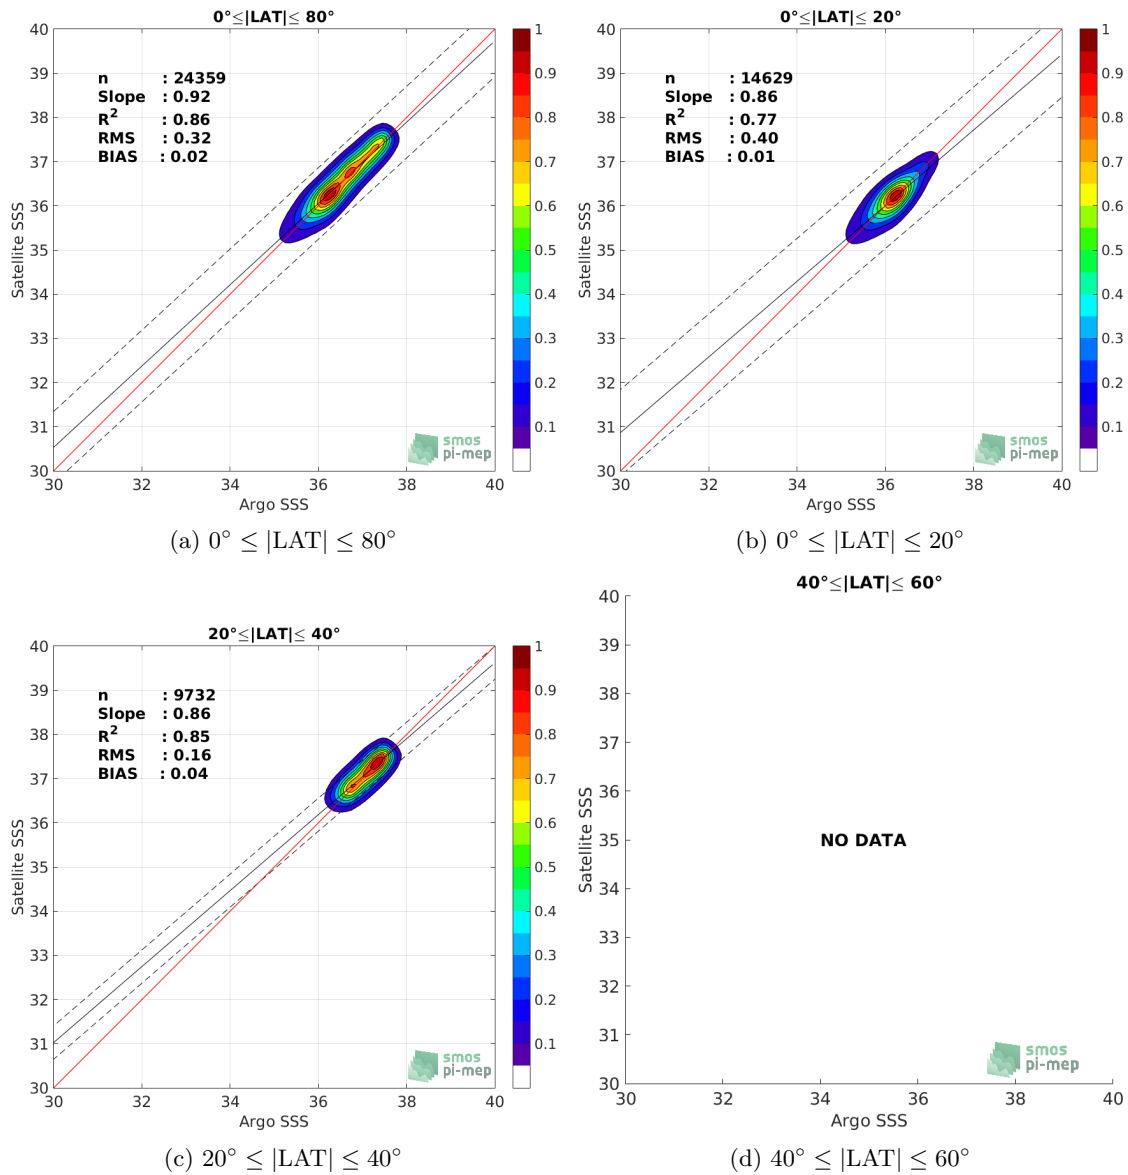 0°≤|LAT|≤ 80°
40
39
38
37
36
35
34
33
32
31
30
Satellite SSS
n : 24359
Slope : 0.92
R² : 0.86
RMS : 0.32
BIAS : 0.02
1
0.9
0.8
0.7
0.6
0.5
0.4
0.3
0.2
0.1
smos
pi-mep
30 32 34 36 38 40
Argo SSS
(a) 0° ≤ |LAT| ≤ 80°
0°≤|LAT|≤ 20°
40
39
38
37
36
35
34
33
32
31
30
Satellite SSS
n : 14629
Slope : 0.86
R² : 0.77
RMS : 0.40
BIAS : 0.01
1
0.9
0.8
0.7
0.6
0.5
0.4
0.3
0.2
0.1
smos
pi-mep
30 32 34 36 38 40
Argo SSS
(b) 0° ≤ |LAT| ≤ 20°
20°≤|LAT|≤ 40°
40
39
38
37
36
35
34
33
32
31
30
Satellite SSS
n : 9732
Slope : 0.86
R² : 0.85
RMS : 0.16
BIAS : 0.04
1
0.9
0.8
0.7
0.6
0.5
0.4
0.3
0.2
0.1
smos
pi-mep
30 32 34 36 38 40
Argo SSS
(c) 20° ≤ |LAT| ≤ 40°
40°≤|LAT|≤ 60°
40
39
38
37
36
35
34
33
32
31
30
Satellite SSS
NO DATA
smos
pi-mep
30 32 34 36 38 40
Argo SSS
(d) 40° ≤ |LAT| ≤ 60°